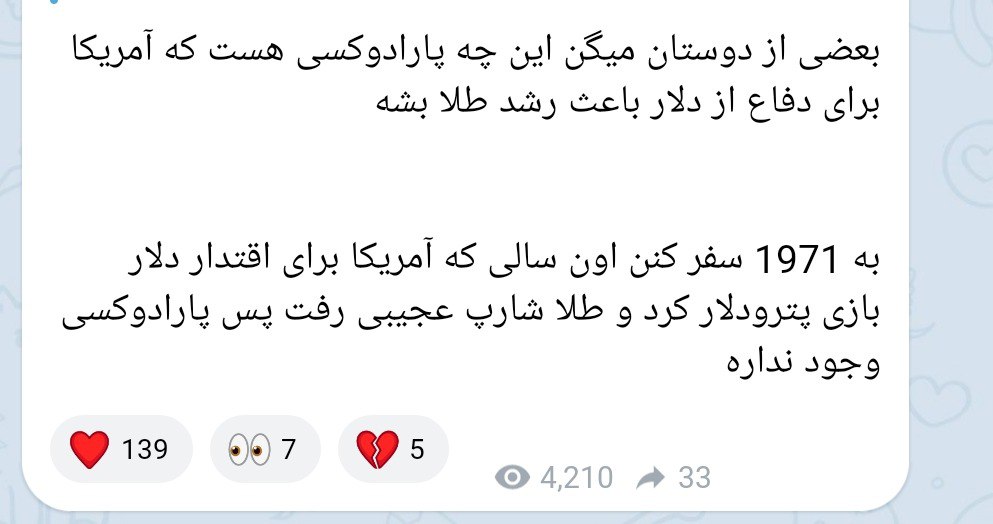 بعضی از دوستان میگن این چه پارادوکسی هست که آمریکا
برای دفاع از دلار باعث رشد طلا بشه
به 1971 سفر کنن اون سالی که آمریکا برای اقتدار دلار
بازی پترودلار کرد و طلا شارپ عجیبی رفت پس پارادوکسی
وجود نداره
❤️ 139 👀 7 💔 5
4,210 33